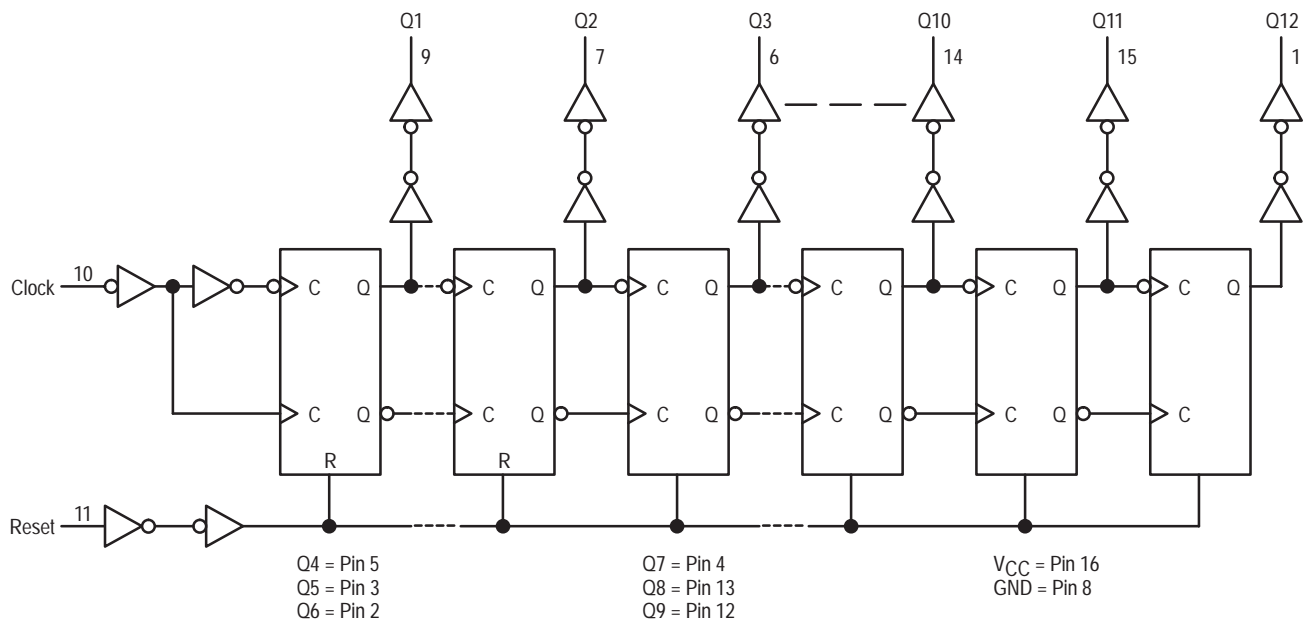 Q1 Q2 Q3 Q10 Q11 Q12
9 7 6 14 15 1
Clock 10 C Q C Q C Q C Q C Q C Q
C Q C Q C Q C Q C Q C
R R
Reset 11
Q4 = Pin 5
Q5 = Pin 3
Q6 = Pin 2
Q7 = Pin 4
Q8 = Pin 13
Q9 = Pin 12
VCC = Pin 16
GND = Pin 8